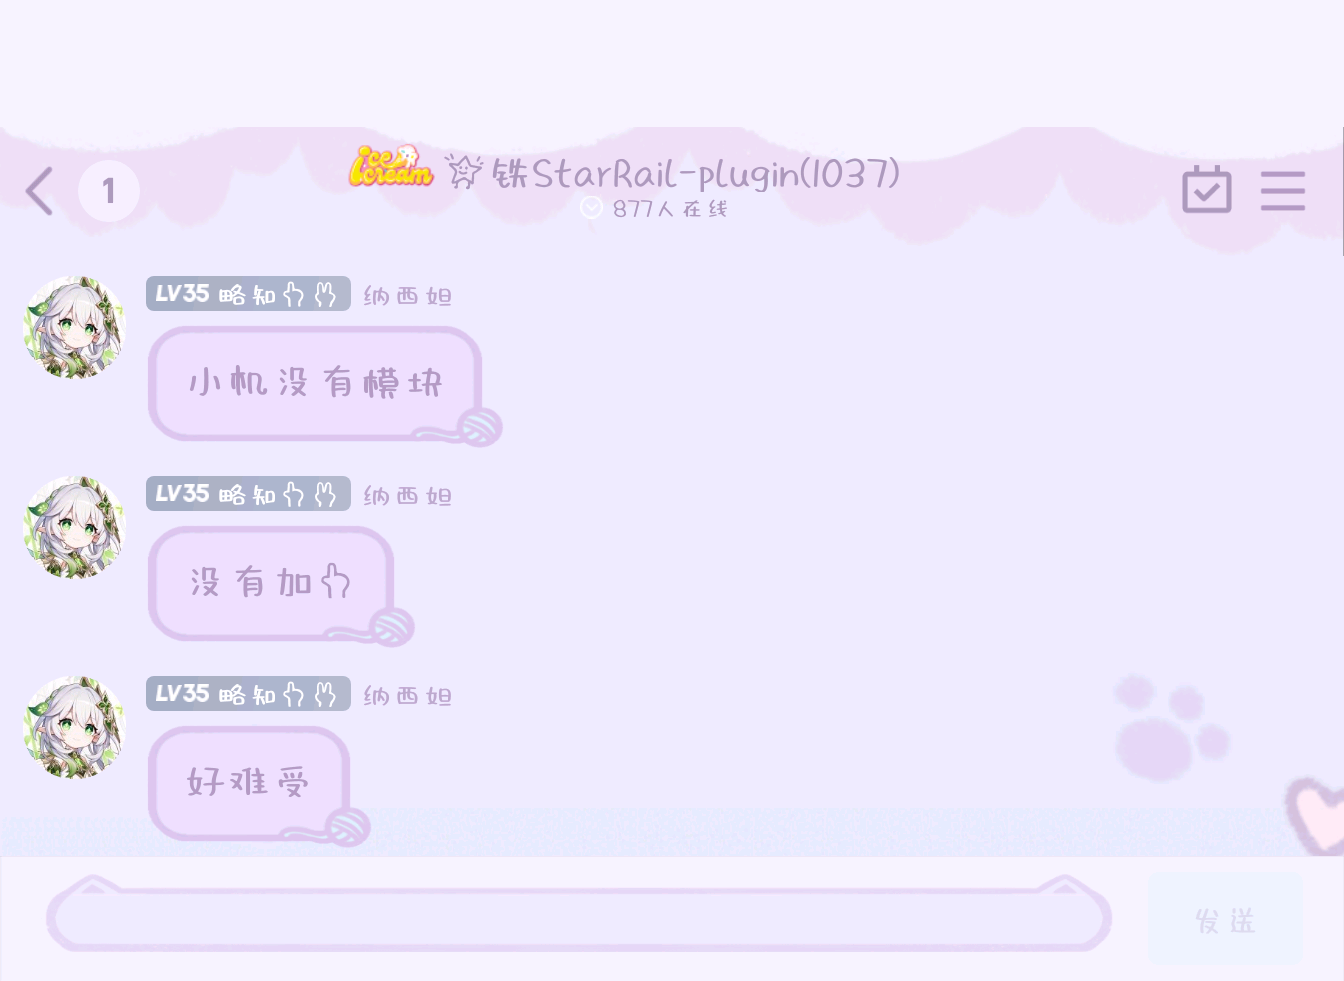 1
ice cream 铁StarRail-plugin(1037)
877人在线
LV35 略知 纳西妲
小机没有模块
LV35 略知 纳西妲
没有加
LV35 略知 纳西妲
好难受
发送